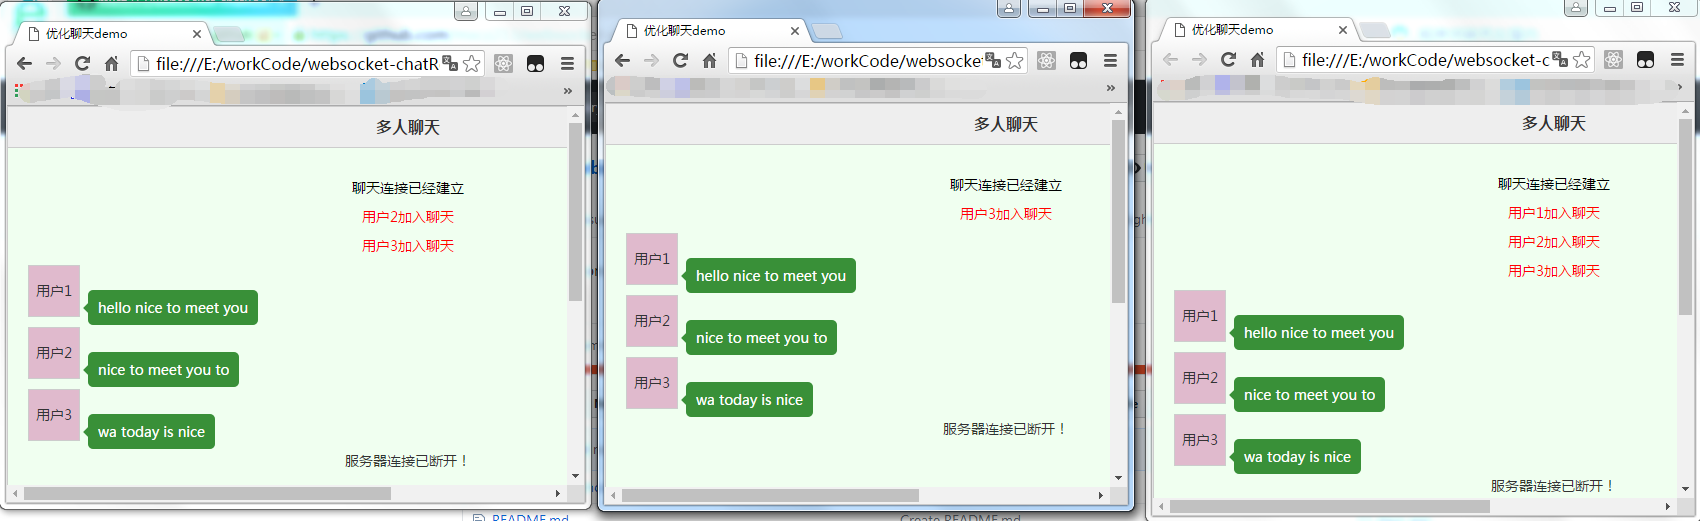 优化聊天demo
file:///E:/workCode/websocket-chatR
多人聊天
聊天连接已经建立
用户2加入聊天
用户3加入聊天
用户1
hello nice to meet you
用户2
nice to meet you to
用户3
wa today is nice
服务器连接已断开！
优化聊天demo
file:///E:/workCode/websocket
多人聊天
聊天连接已经建立
用户3加入聊天
用户1
hello nice to meet you
用户2
nice to meet you to
用户3
wa today is nice
服务器连接已断开！
优化聊天demo
file:///E:/workCode/websocket-c
多人聊天
聊天连接已经建立
用户1加入聊天
用户2加入聊天
用户3加入聊天
用户1
hello nice to meet you
用户2
nice to meet you to
用户3
wa today is nice
服务器连接已断开！
README.md
Create README.md